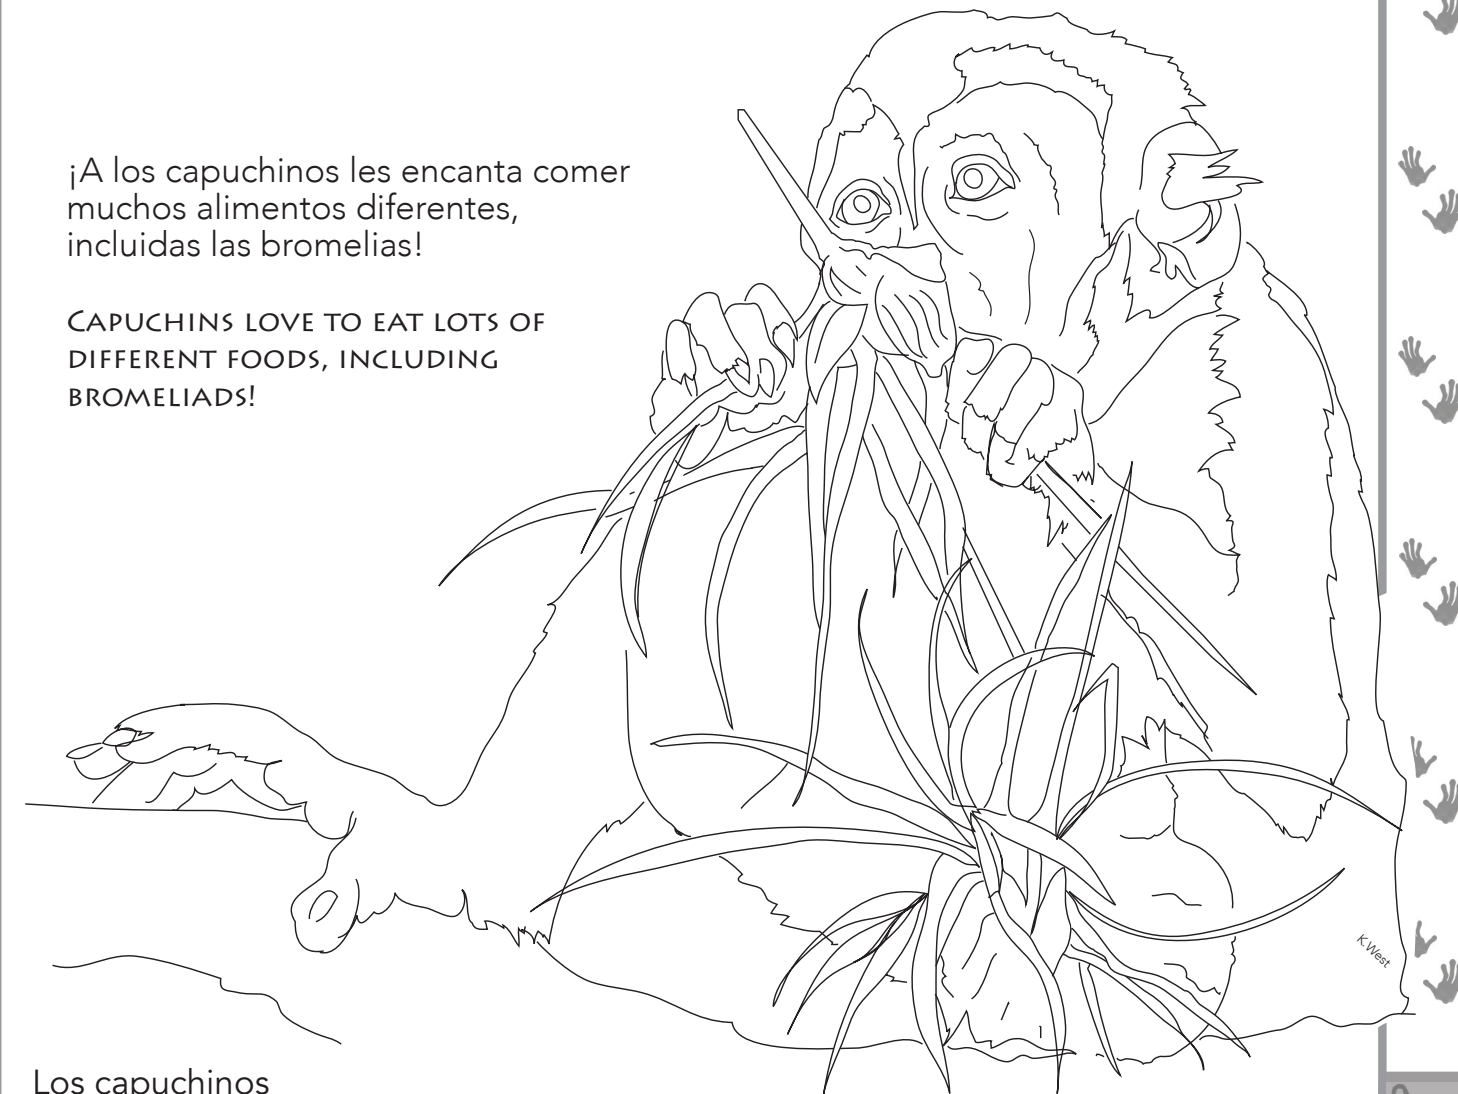 ¡A los capuchinos les encanta comer
muchos alimentos diferentes,
incluidas las bromelias!
CAPUCHINS LOVE TO EAT LOTS OF
DIFFERENT FOODS, INCLUDING
BROMELIADS!
K.West
Los capuchinos